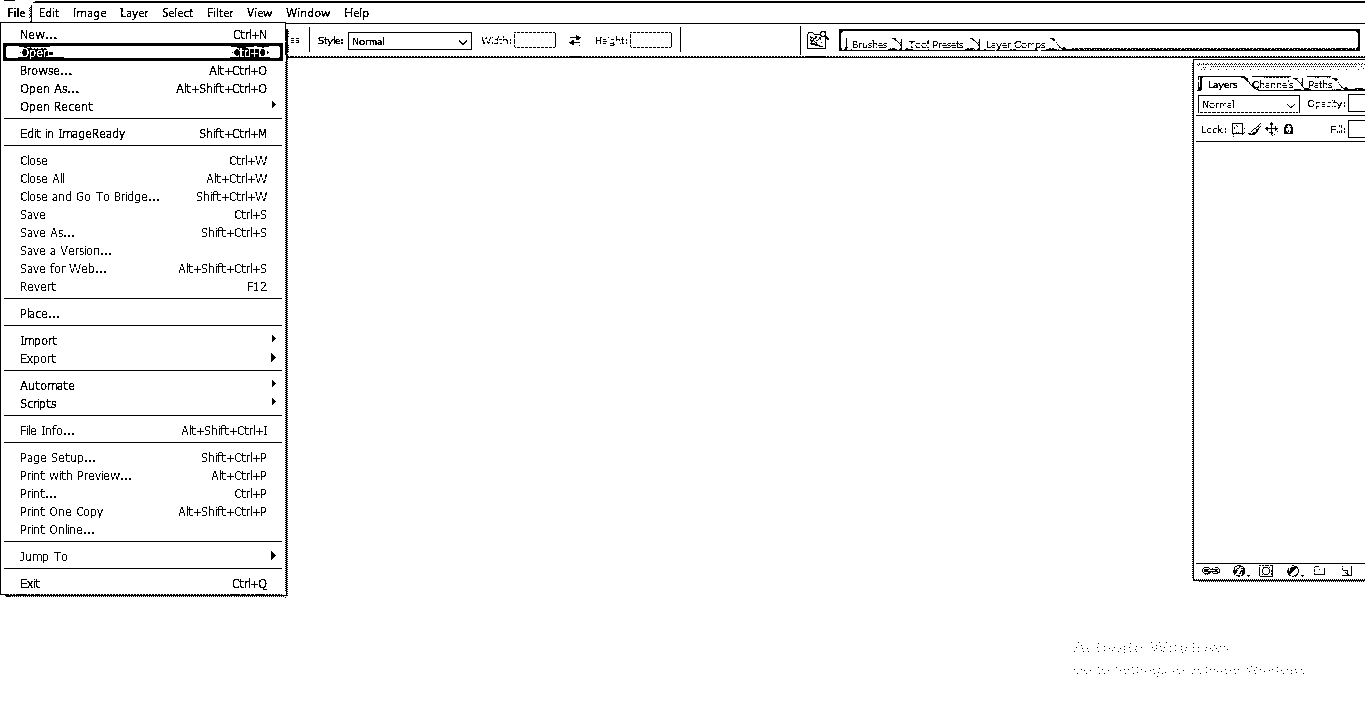 File Edit Image Layer Select Filter View Window Help
New... Ctrl+N
Open... Ctrl+O
Browse... Alt+Ctrl+O
Open As... Alt+Shift+Ctrl+O
Open Recent
Edit in ImageReady Shift+Ctrl+M
Close Ctrl+W
Close All Alt+Ctrl+W
Close and Go To Bridge... Shift+Ctrl+W
Save Ctrl+S
Save As... Shift+Ctrl+S
Save a Version...
Save for Web... Alt+Shift+Ctrl+S
Revert F12
Place...
Import
Export
Automate
Scripts
File Info... Alt+Shift+Ctrl+I
Page Setup... Shift+Ctrl+P
Print with Preview... Alt+Ctrl+P
Print... Ctrl+P
Print One Copy Alt+Shift+Ctrl+P
Print Online...
Jump To
Exit Ctrl+Q
Style: Normal Width: Height:
Brushes Tool Presets Layer Comps
Layers Channels Paths
Normal Opacity:
Lock: Fill:
Activate Windows
Go to Settings to activate Windows.